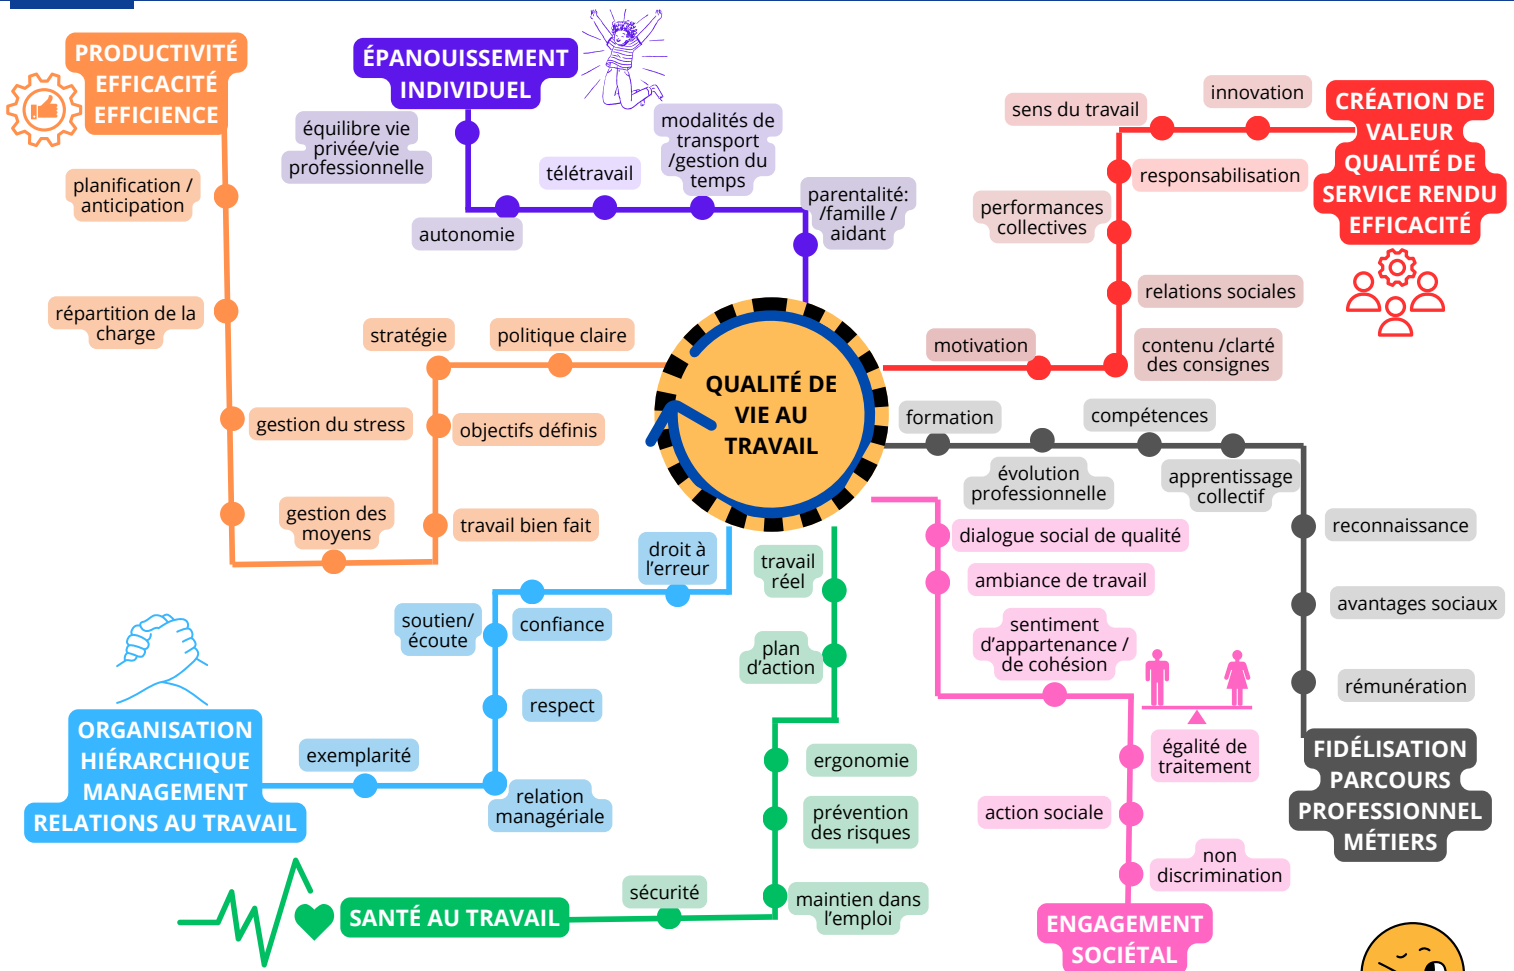 PRODUCTIVITÉ
EFFICACITÉ
EFFICIENCE
planification /
anticipation
répartition de la
charge
gestion du stress
gestion des
moyens
travail bien fait
objectifs définis
stratégie
politique claire
ÉPANOUISSEMENT
INDIVIDUEL
équilibre vie
privée/vie
professionnelle
autonomie
télétravail
modalités de
transport
/gestion du
temps
parentalité:
/famille /
aidant
CRÉATION DE
VALEUR
QUALITÉ DE
SERVICE RENDU
EFFICACITÉ
innovation
sens du travail
responsabilisation
performances
collectives
relations sociales
contenu /clarté
des consignes
motivation
QUALITÉ DE
VIE AU
TRAVAIL
formation
évolution
professionnelle
compétences
apprentissage
collectif
reconnaissance
avantages sociaux
rémunération
FIDÉLISATION
PARCOURS
PROFESSIONNEL
MÉTIERS
dialogue social de qualité
ambiance de travail
sentiment
d'appartenance /
de cohésion
égalité de
traitement
action sociale
non
discrimination
ENGAGEMENT
SOCIÉTAL
travail
réel
plan
d'action
ergonomie
prévention
des risques
maintien dans
l'emploi
sécurité
SANTÉ AU TRAVAIL
droit à
l'erreur
confiance
soutien/
écoute
respect
relation
managériale
exemplarité
ORGANISATION
HIÉRARCHIQUE
MANAGEMENT
RELATIONS AU TRAVAIL